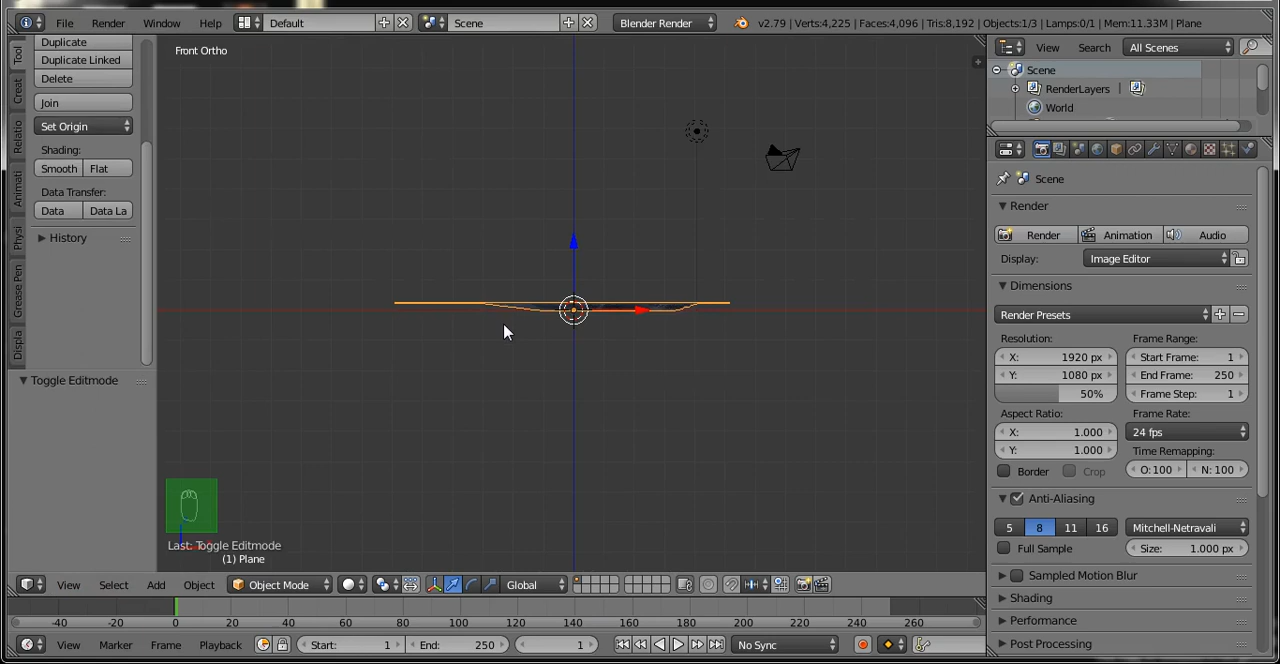 File Render Window Help Default Scene Blender Render v2.79 | Verts:4,225 | Faces:4,096 | Tris:8,192 | Objects:1/3 | Lamps:0/1 | Mem:11.33M | Plane
Tool
Creat
Relatio
Animati
Physi
Grease Pen
Displa
Duplicate
Duplicate Linked
Delete
Join
Set Origin
Shading:
Smooth Flat
Data Transfer:
Data Data La
History
Toggle Editmode
Front Ortho
Last: Toggle Editmode
(1) Plane
View Select Add Object Object Mode Global
-40 -20 0 20 40 60 80 100 120 140 160 180 200 220 240 260
View Marker Frame Playback Start: 1 End: 250 1 No Sync
View Search All Scenes
Scene
RenderLayers
World
Scene
Render
Render Animation Audio
Display: Image Editor
Dimensions
Render Presets
Resolution: Frame Range:
X: 1920 px Start Frame: 1
Y: 1080 px End Frame: 250
50% Frame Step: 1
Aspect Ratio: Frame Rate:
X: 1.000 24 fps
Y: 1.000 Time Remapping:
Border Crop O: 100 N: 100
Anti-Aliasing
5 8 11 16 Mitchell-Netravali
Full Sample Size: 1.000 px
Sampled Motion Blur
Shading
Performance
Post Processing